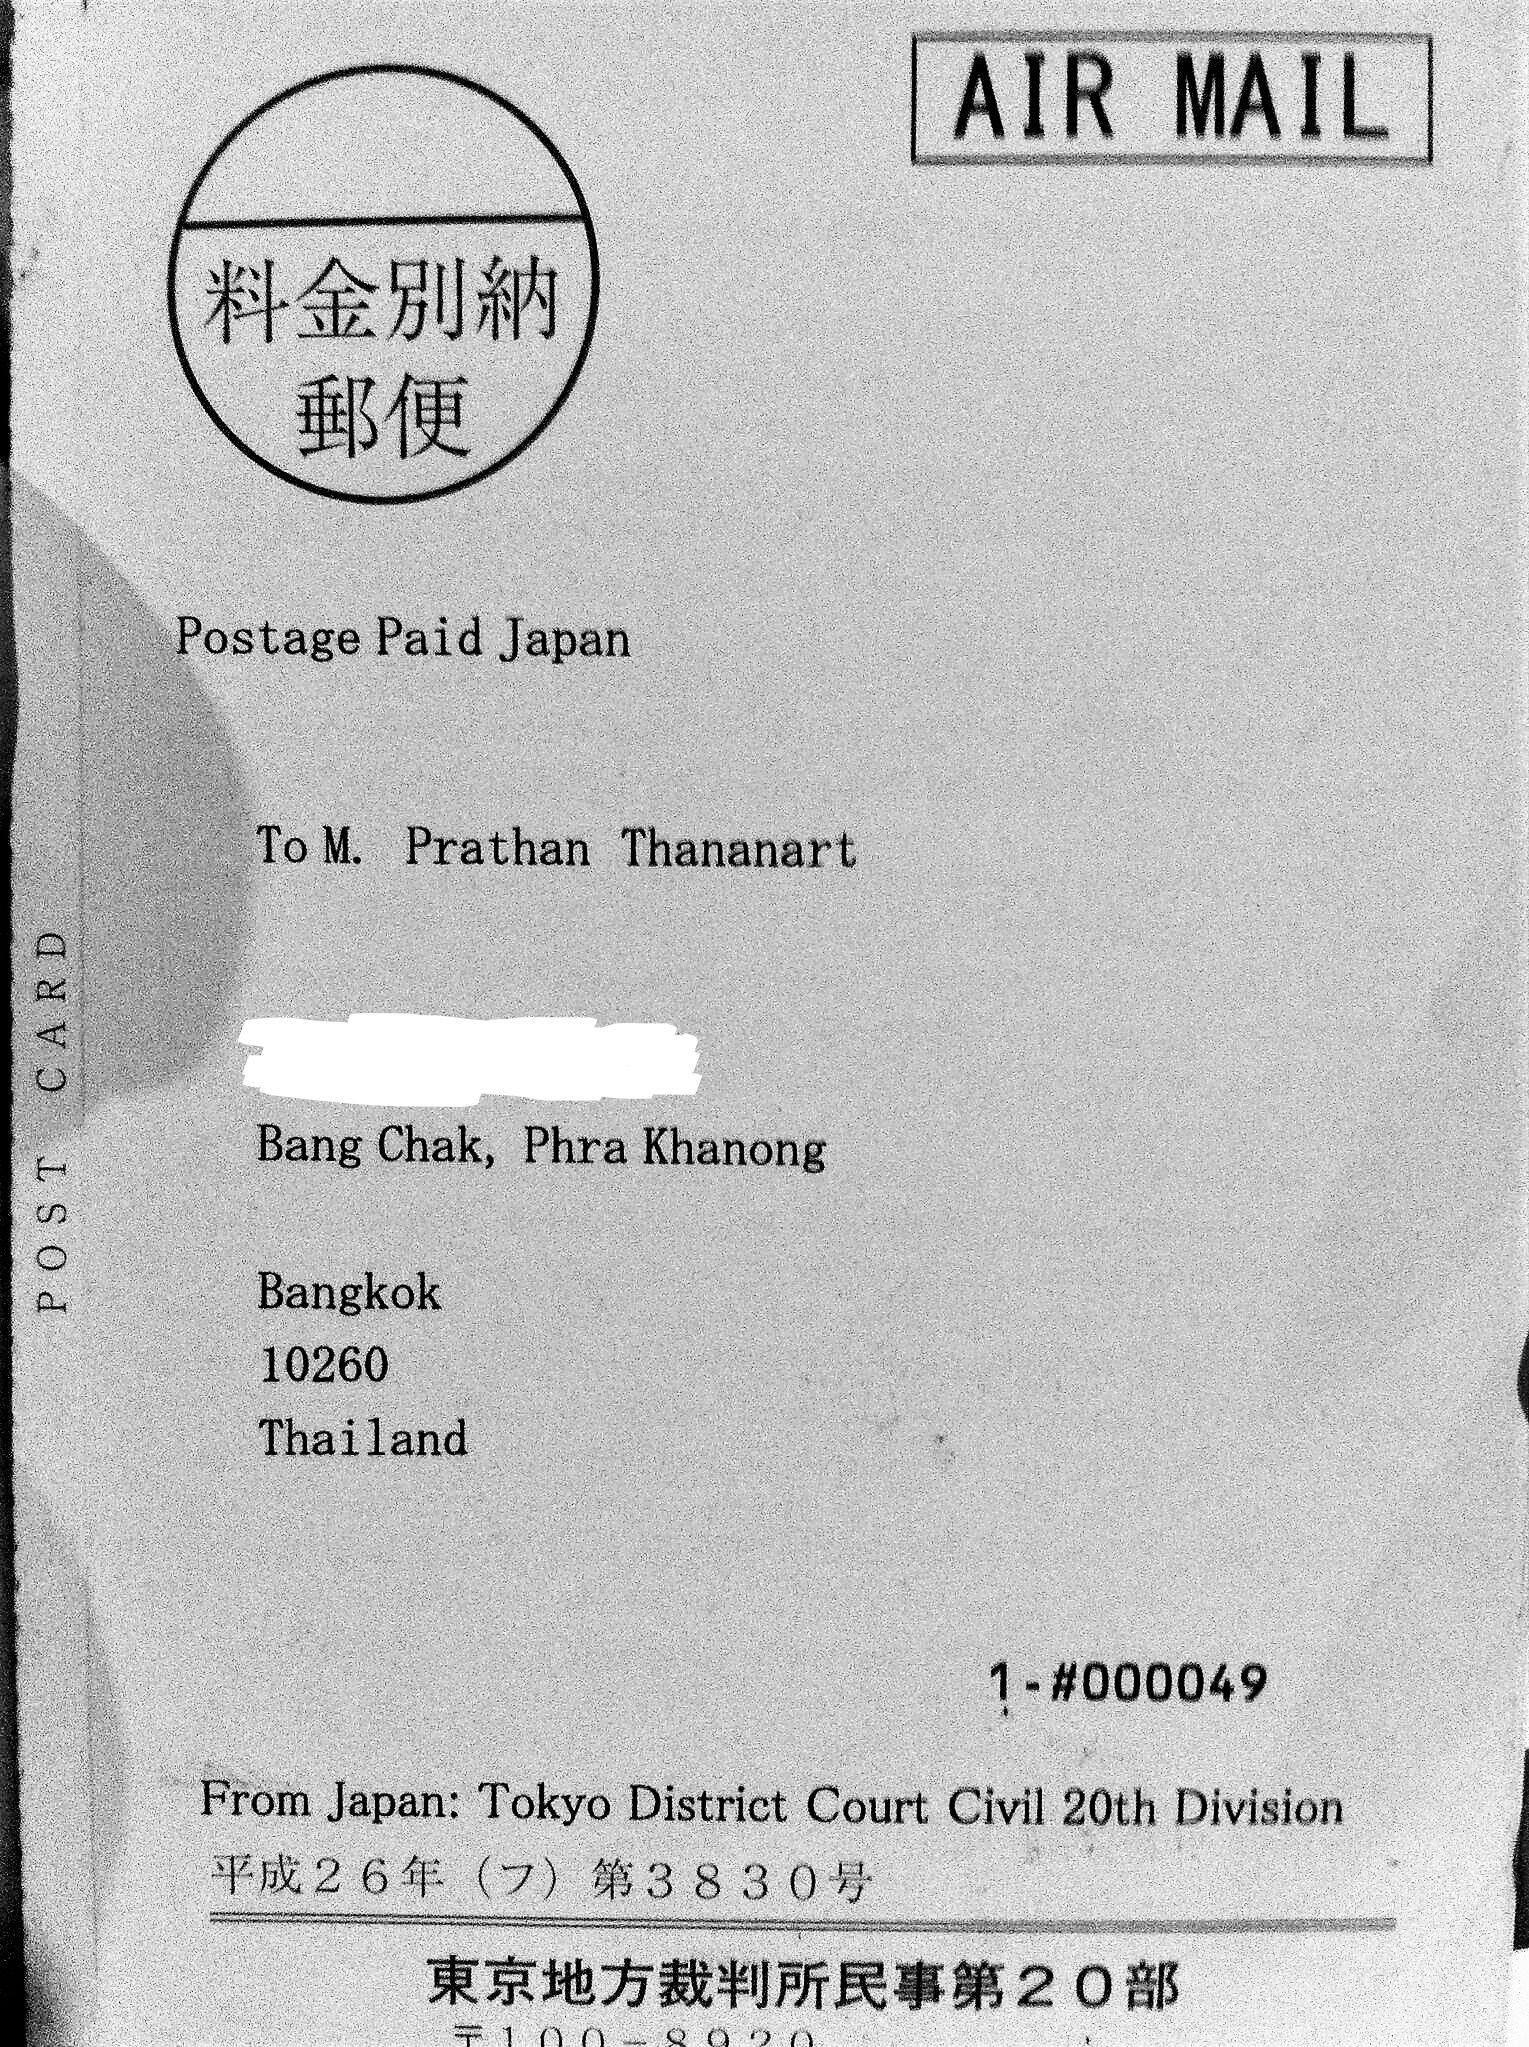 AIR MAIL
料金別納
郵便
Postage Paid Japan
To M. Prathan Thananart
Bang Chak, Phra Khanong
Bangkok
10260
Thailand
POST CARD
1-#000049
From Japan: Tokyo District Court Civil 20th Division
平成26年（フ）第3830号
東京地方裁判所民事第20部
〒100-8920